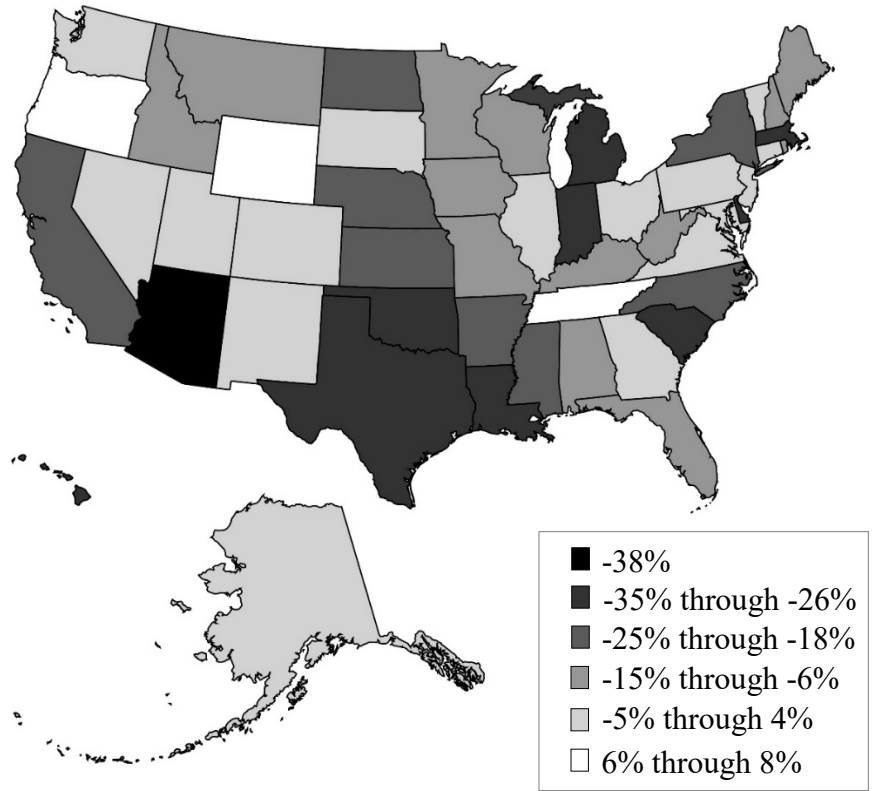 -38%
-35% through -26%
-25% through -18%
-15% through -6%
-5% through 4%
6% through 8%